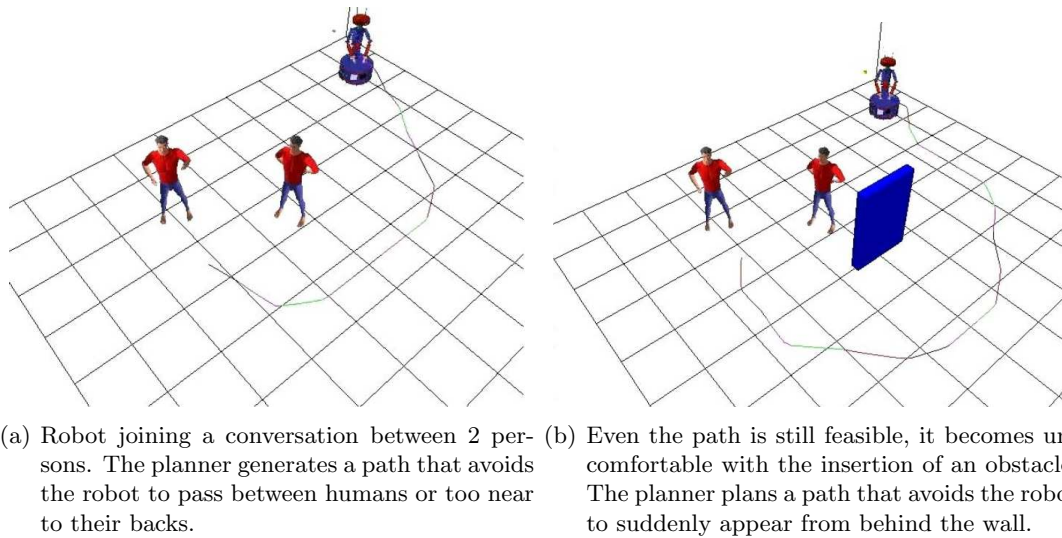 (a) Robot joining a conversation between 2 per-
sons. The planner generates a path that avoids
the robot to pass between humans or too near
to their backs.
(b) Even the path is still feasible, it becomes un
comfortable with the insertion of an obstacle
The planner plans a path that avoids the robo
to suddenly appear from behind the wall.